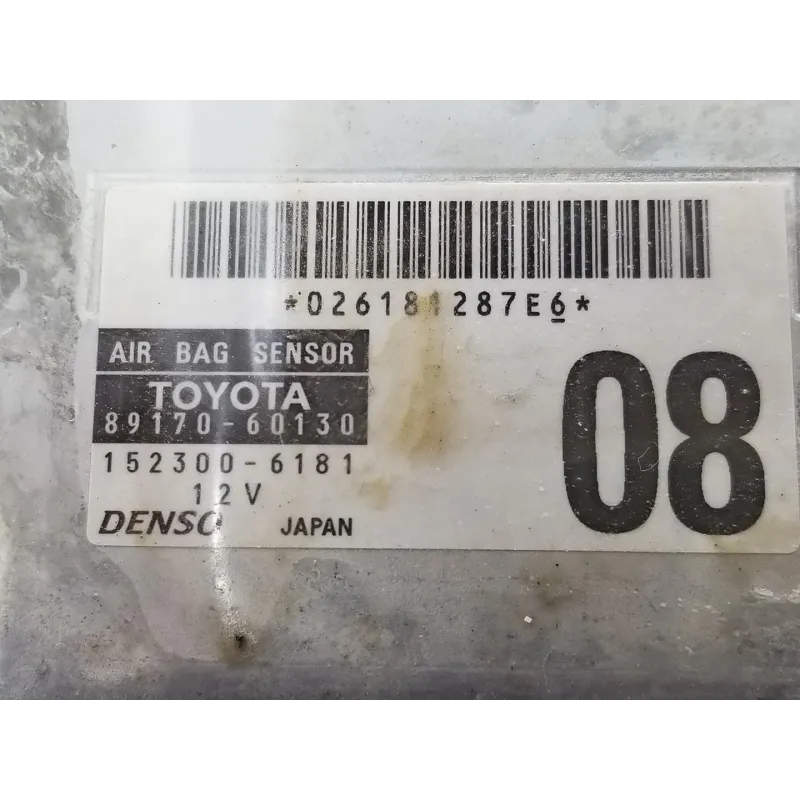 *026181287E6*
AIR BAG SENSOR
TOYOTA
89170-60130
152300-6181
12V
DENSO JAPAN
08